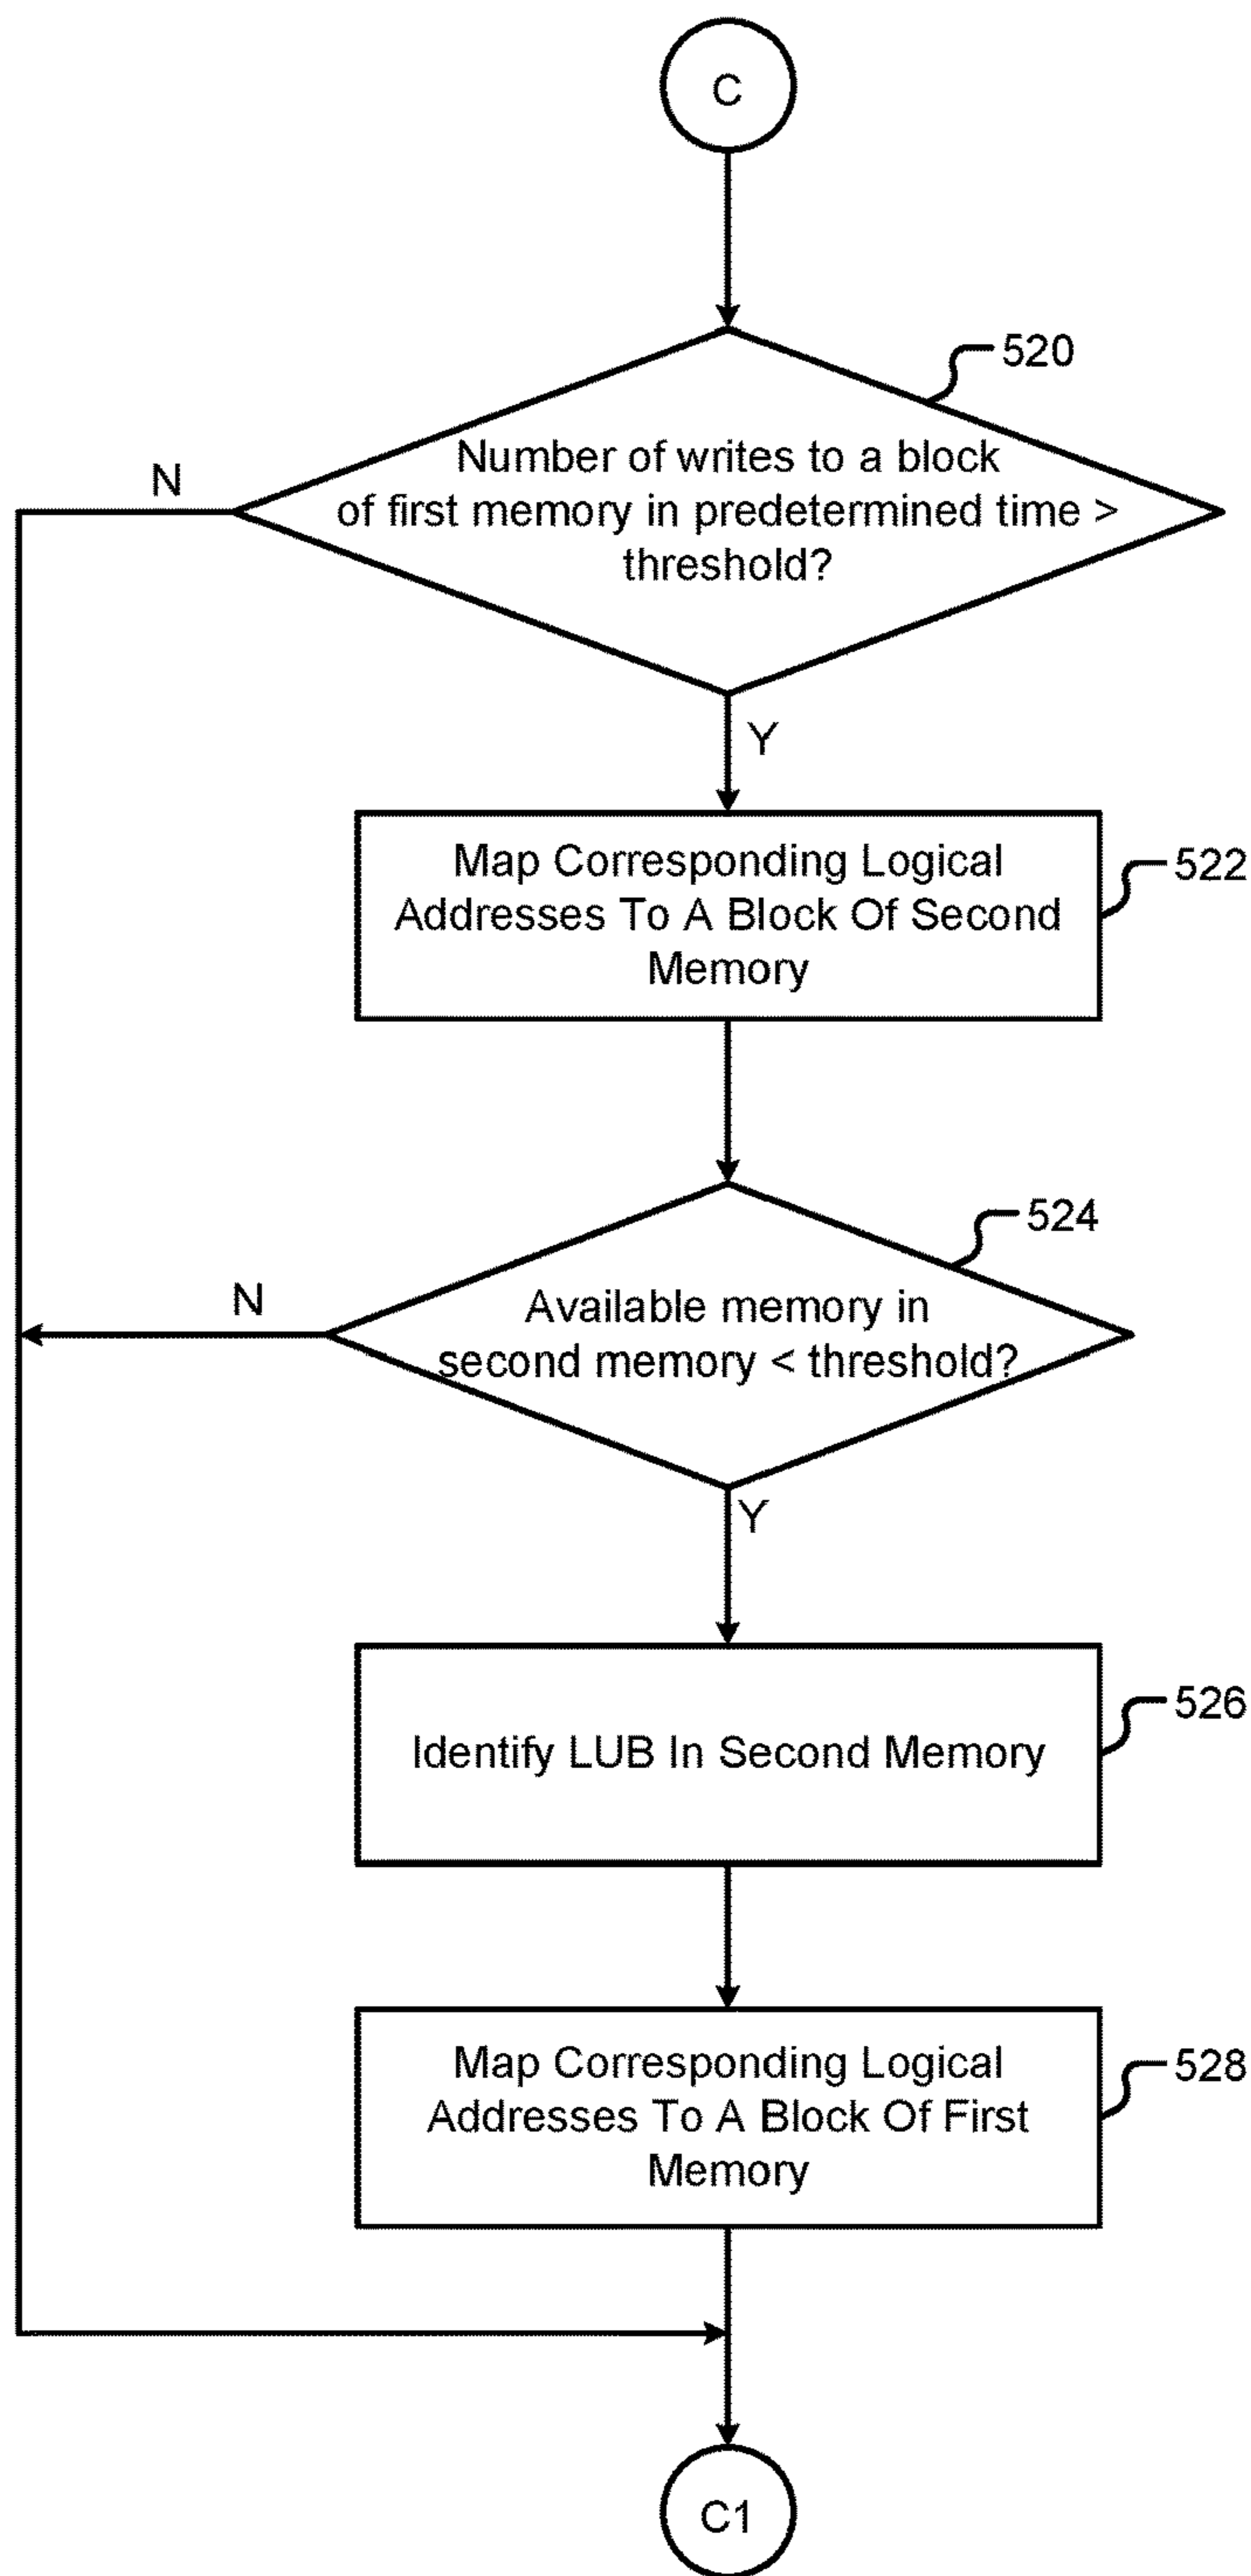 C
520
Number of writes to a block
of first memory in predetermined time >
threshold?
N
Y
Map Corresponding Logical
Addresses To A Block Of Second
Memory
522
524
Available memory in
second memory < threshold?
N
Y
Identify LUB In Second Memory
526
Map Corresponding Logical
Addresses To A Block Of First
Memory
528
C1